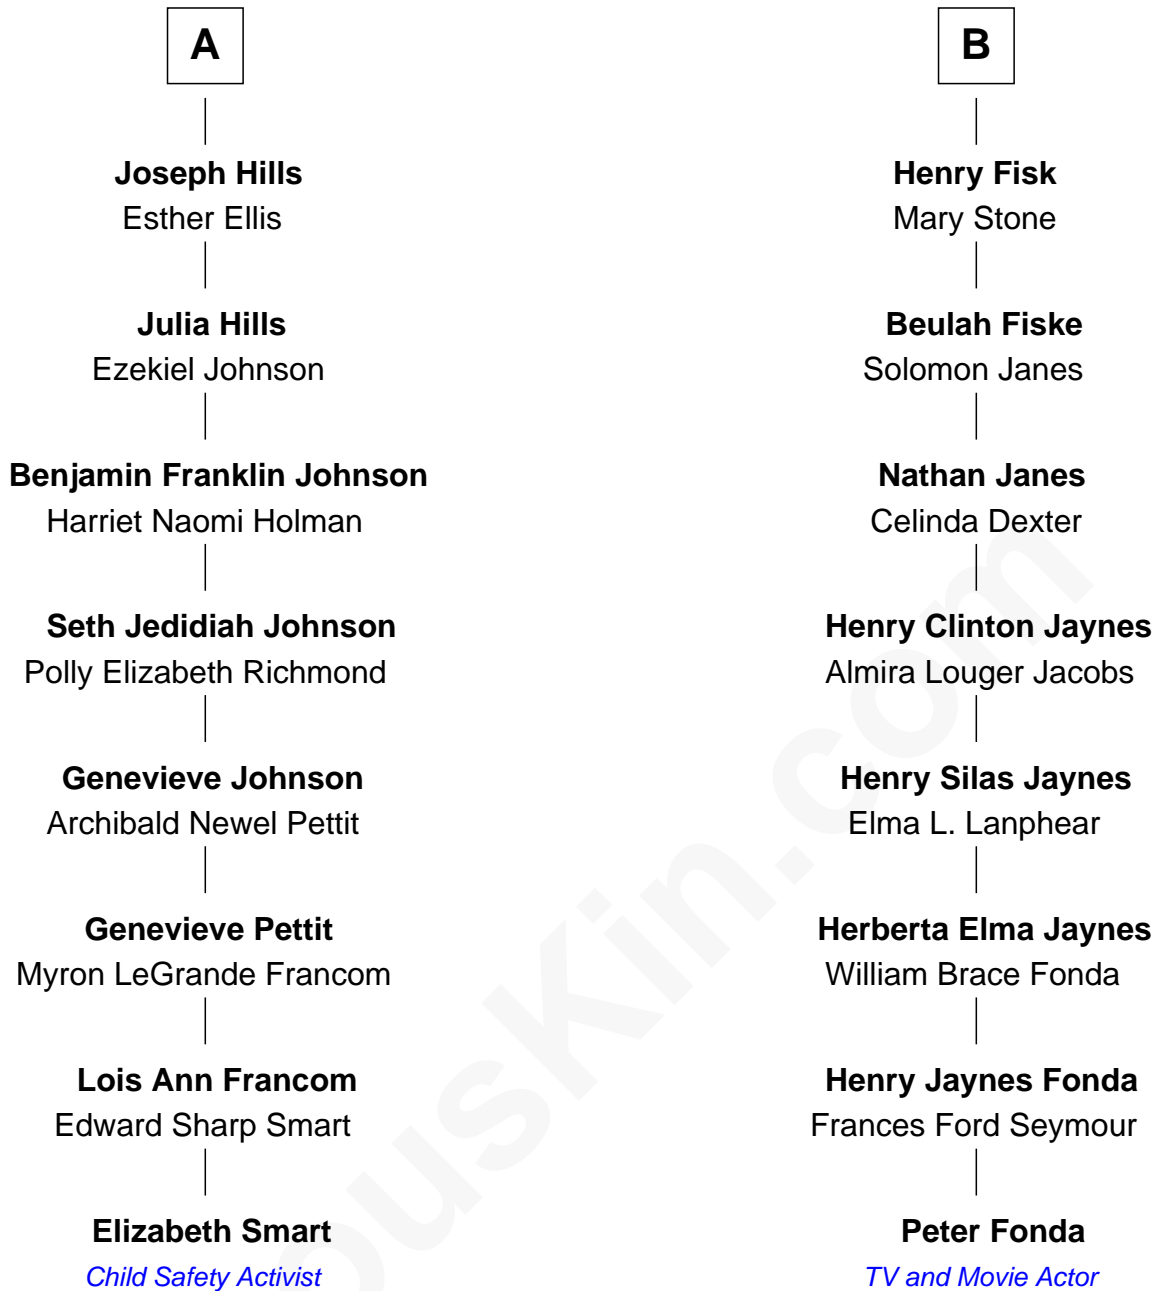 A
Joseph Hills
Esther Ellis
Julia Hills
Ezekiel Johnson
Benjamin Franklin Johnson
Harriet Naomi Holman
Seth Jedidiah Johnson
Polly Elizabeth Richmond
Genevieve Johnson
Archibald Newel Pettit
Genevieve Pettit
Myron LeGrande Francom
Lois Ann Francom
Edward Sharp Smart
Elizabeth Smart
Child Safety Activist
B
Henry Fisk
Mary Stone
Beulah Fiske
Solomon Janes
Nathan Janes
Celinda Dexter
Henry Clinton Jaynes
Almira Louger Jacobs
Henry Silas Jaynes
Elma L. Lanphear
Herberta Elma Jaynes
William Brace Fonda
Henry Jaynes Fonda
Frances Ford Seymour
Peter Fonda
TV and Movie Actor
ousKin.com